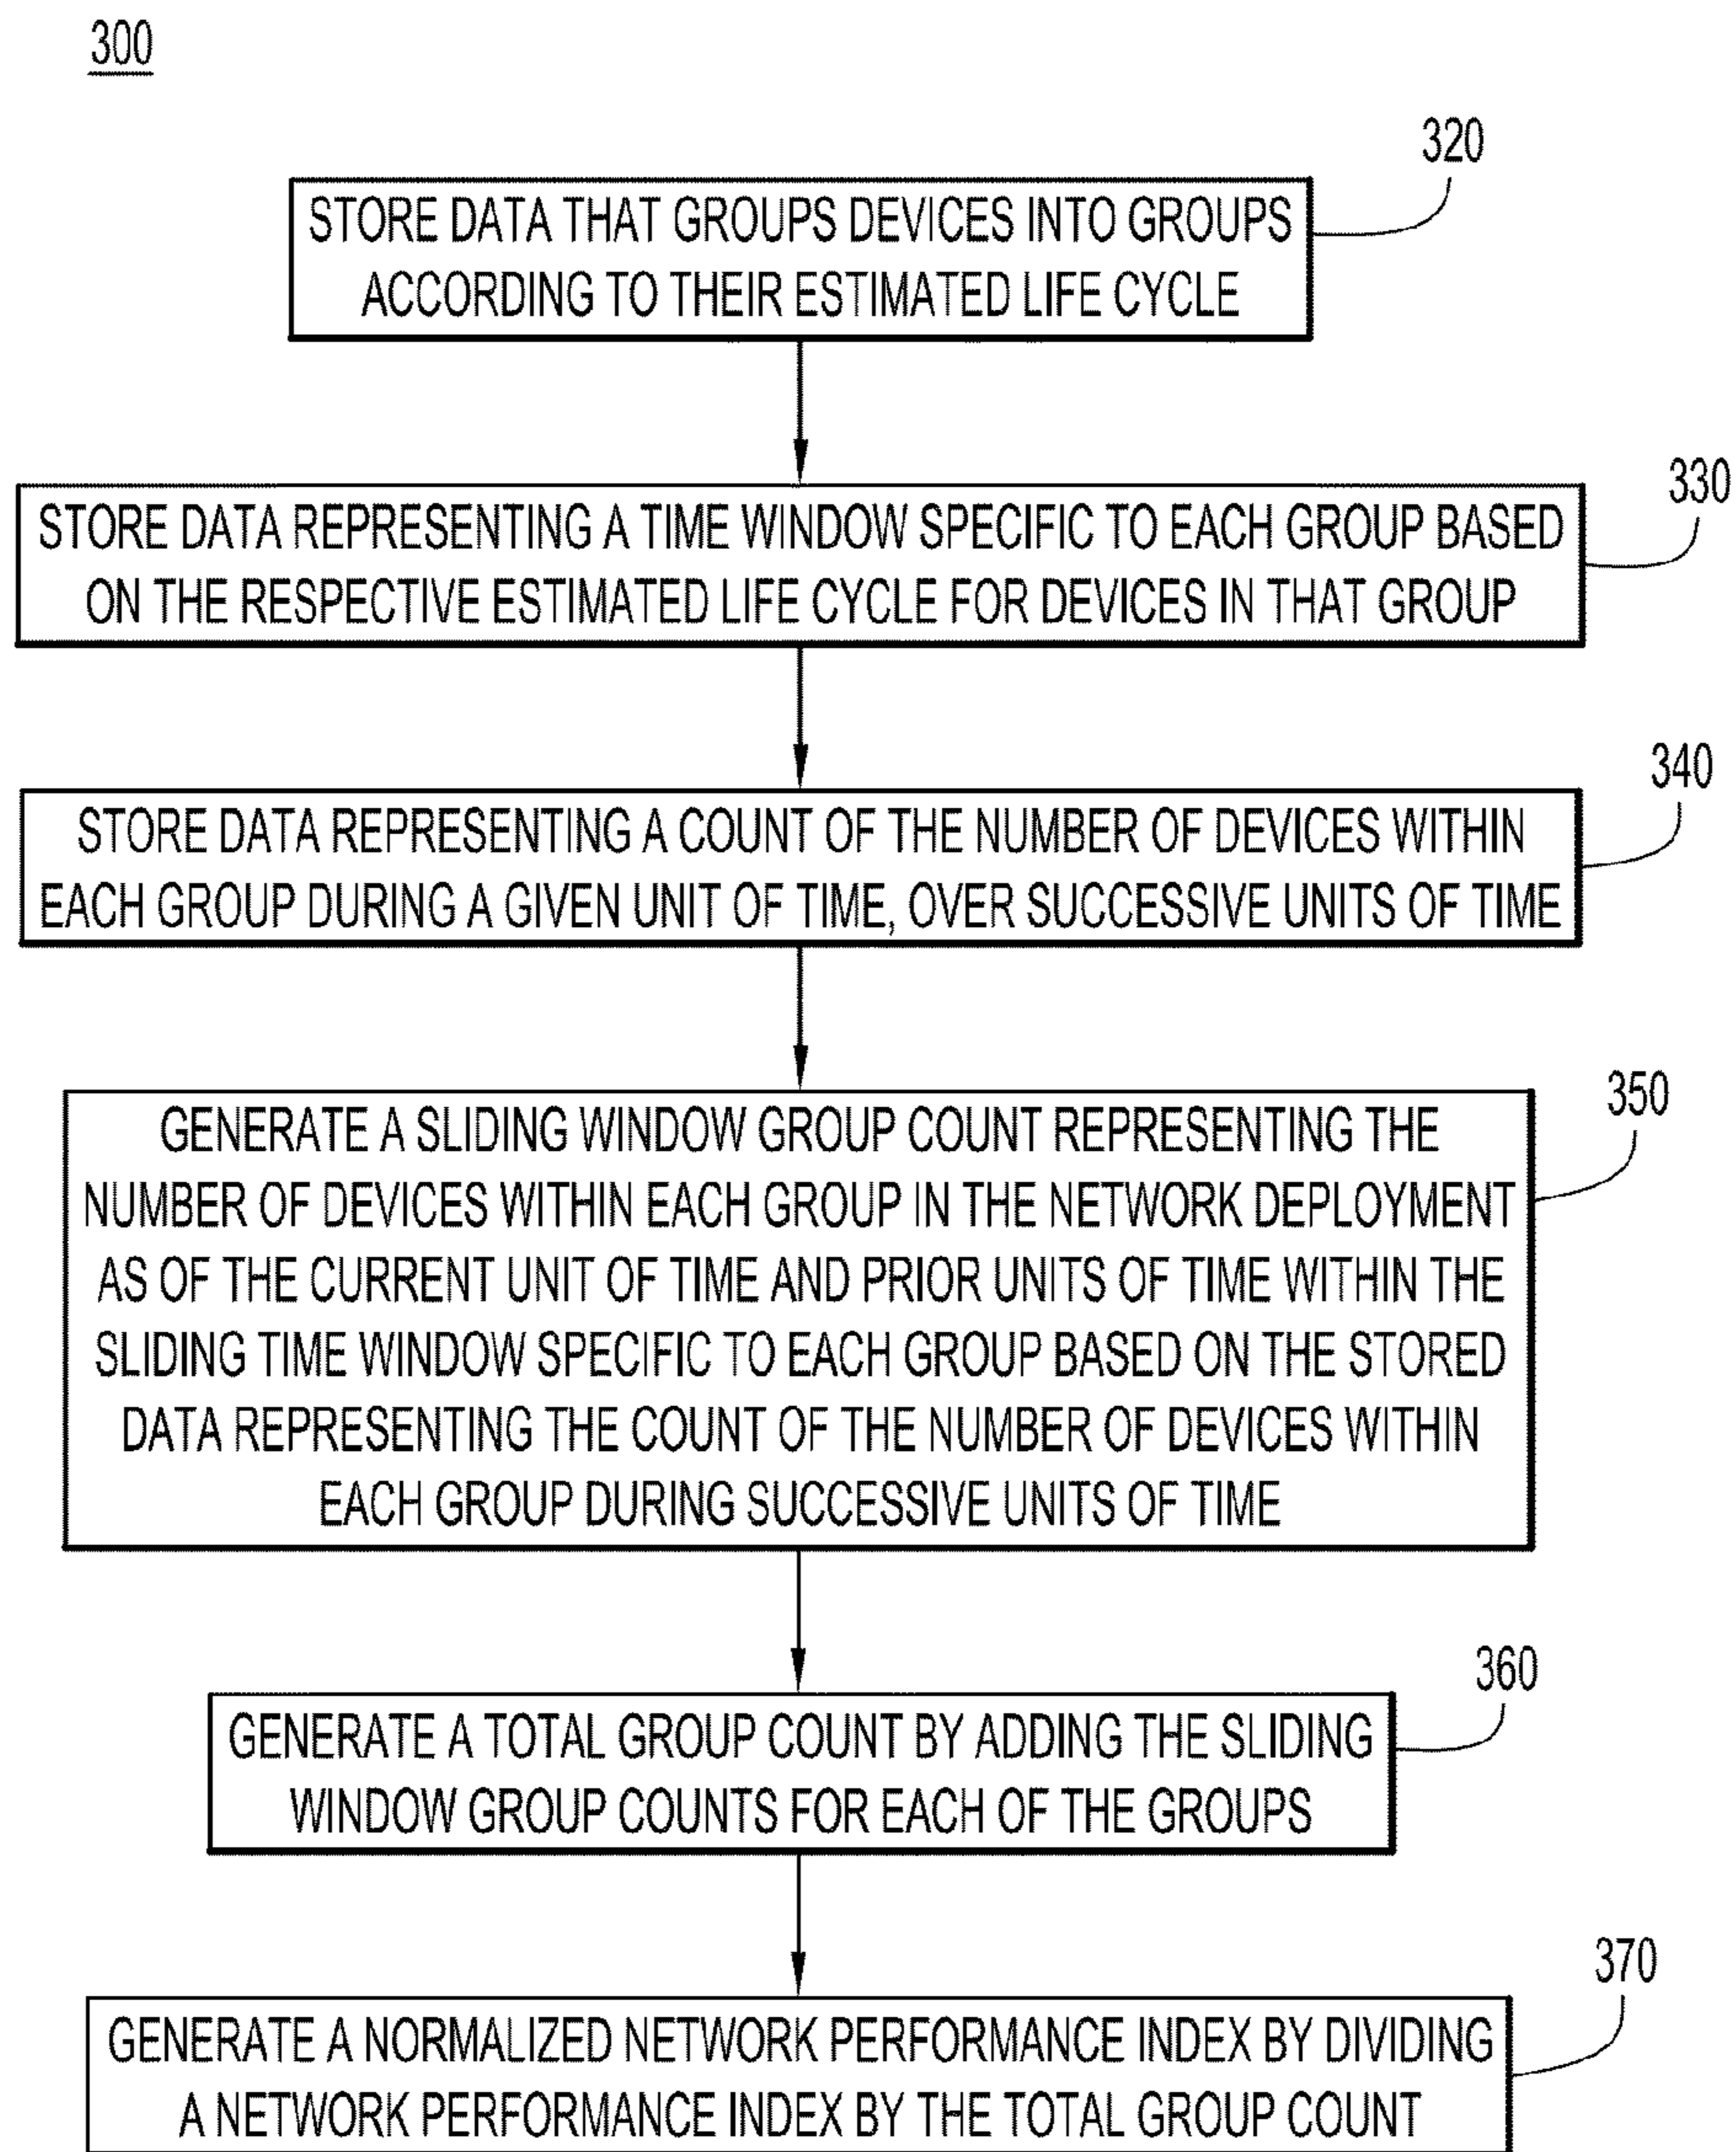 300
320
STORE DATA THAT GROUPS DEVICES INTO GROUPS
ACCORDING TO THEIR ESTIMATED LIFE CYCLE
330
STORE DATA REPRESENTING A TIME WINDOW SPECIFIC TO EACH GROUP BASED
ON THE RESPECTIVE ESTIMATED LIFE CYCLE FOR DEVICES IN THAT GROUP
340
STORE DATA REPRESENTING A COUNT OF THE NUMBER OF DEVICES WITHIN
EACH GROUP DURING A GIVEN UNIT OF TIME, OVER SUCCESSIVE UNITS OF TIME
350
GENERATE A SLIDING WINDOW GROUP COUNT REPRESENTING THE
NUMBER OF DEVICES WITHIN EACH GROUP IN THE NETWORK DEPLOYMENT
AS OF THE CURRENT UNIT OF TIME AND PRIOR UNITS OF TIME WITHIN THE
SLIDING TIME WINDOW SPECIFIC TO EACH GROUP BASED ON THE STORED
DATA REPRESENTING THE COUNT OF THE NUMBER OF DEVICES WITHIN
EACH GROUP DURING SUCCESSIVE UNITS OF TIME
360
GENERATE A TOTAL GROUP COUNT BY ADDING THE SLIDING
WINDOW GROUP COUNTS FOR EACH OF THE GROUPS
370
GENERATE A NORMALIZED NETWORK PERFORMANCE INDEX BY DIVIDING
A NETWORK PERFORMANCE INDEX BY THE TOTAL GROUP COUNT